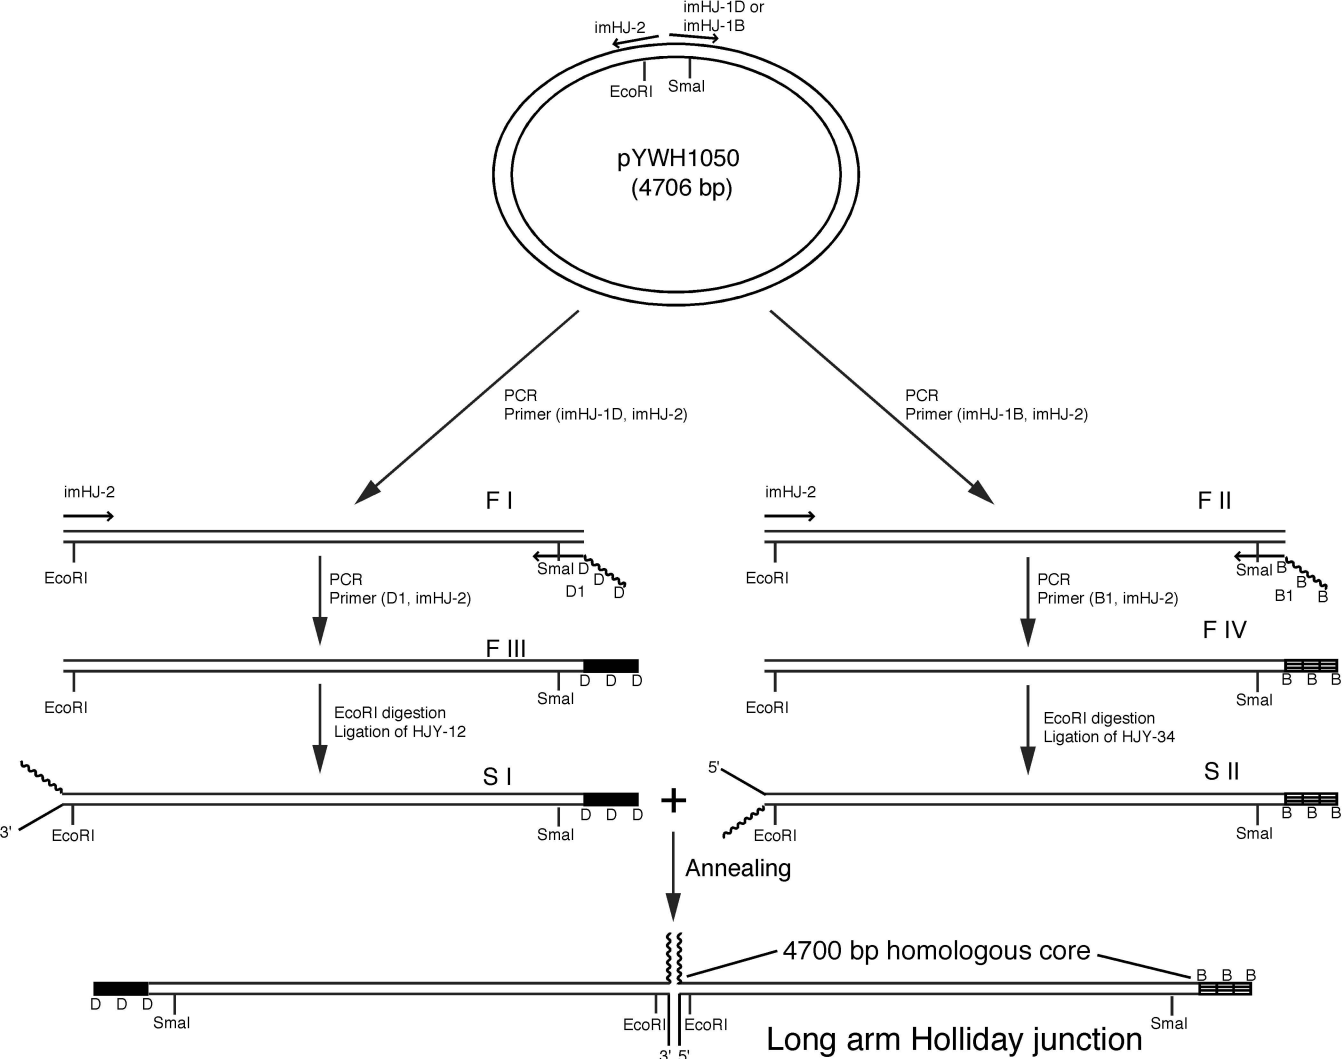 imHJ-1D or
imHJ-2
imHJ-1B
EcoRI
SmaI
pYWH1050
(4706 bp)
PCR
Primer (imHJ-1D, imHJ-2)
PCR
Primer (imHJ-1B, imHJ-2)
imHJ-2
F I
EcoRI
SmaI
D
D
D
D1
imHJ-2
F II
EcoRI
SmaI
B
B
B
B1
PCR
Primer (D1, imHJ-2)
PCR
Primer (B1, imHJ-2)
F III
EcoRI
SmaI
D D D
F IV
EcoRI
SmaI
B B B
EcoRI digestion
Ligation of HJY-12
EcoRI digestion
Ligation of HJY-34
S I
3'
EcoRI
SmaI
D D D
+
5'
S II
EcoRI
SmaI
B B B
Annealing
4700 bp homologous core
B B B
D D D
SmaI
EcoRI
EcoRI
SmaI
3' 5'
Long arm Holliday junction